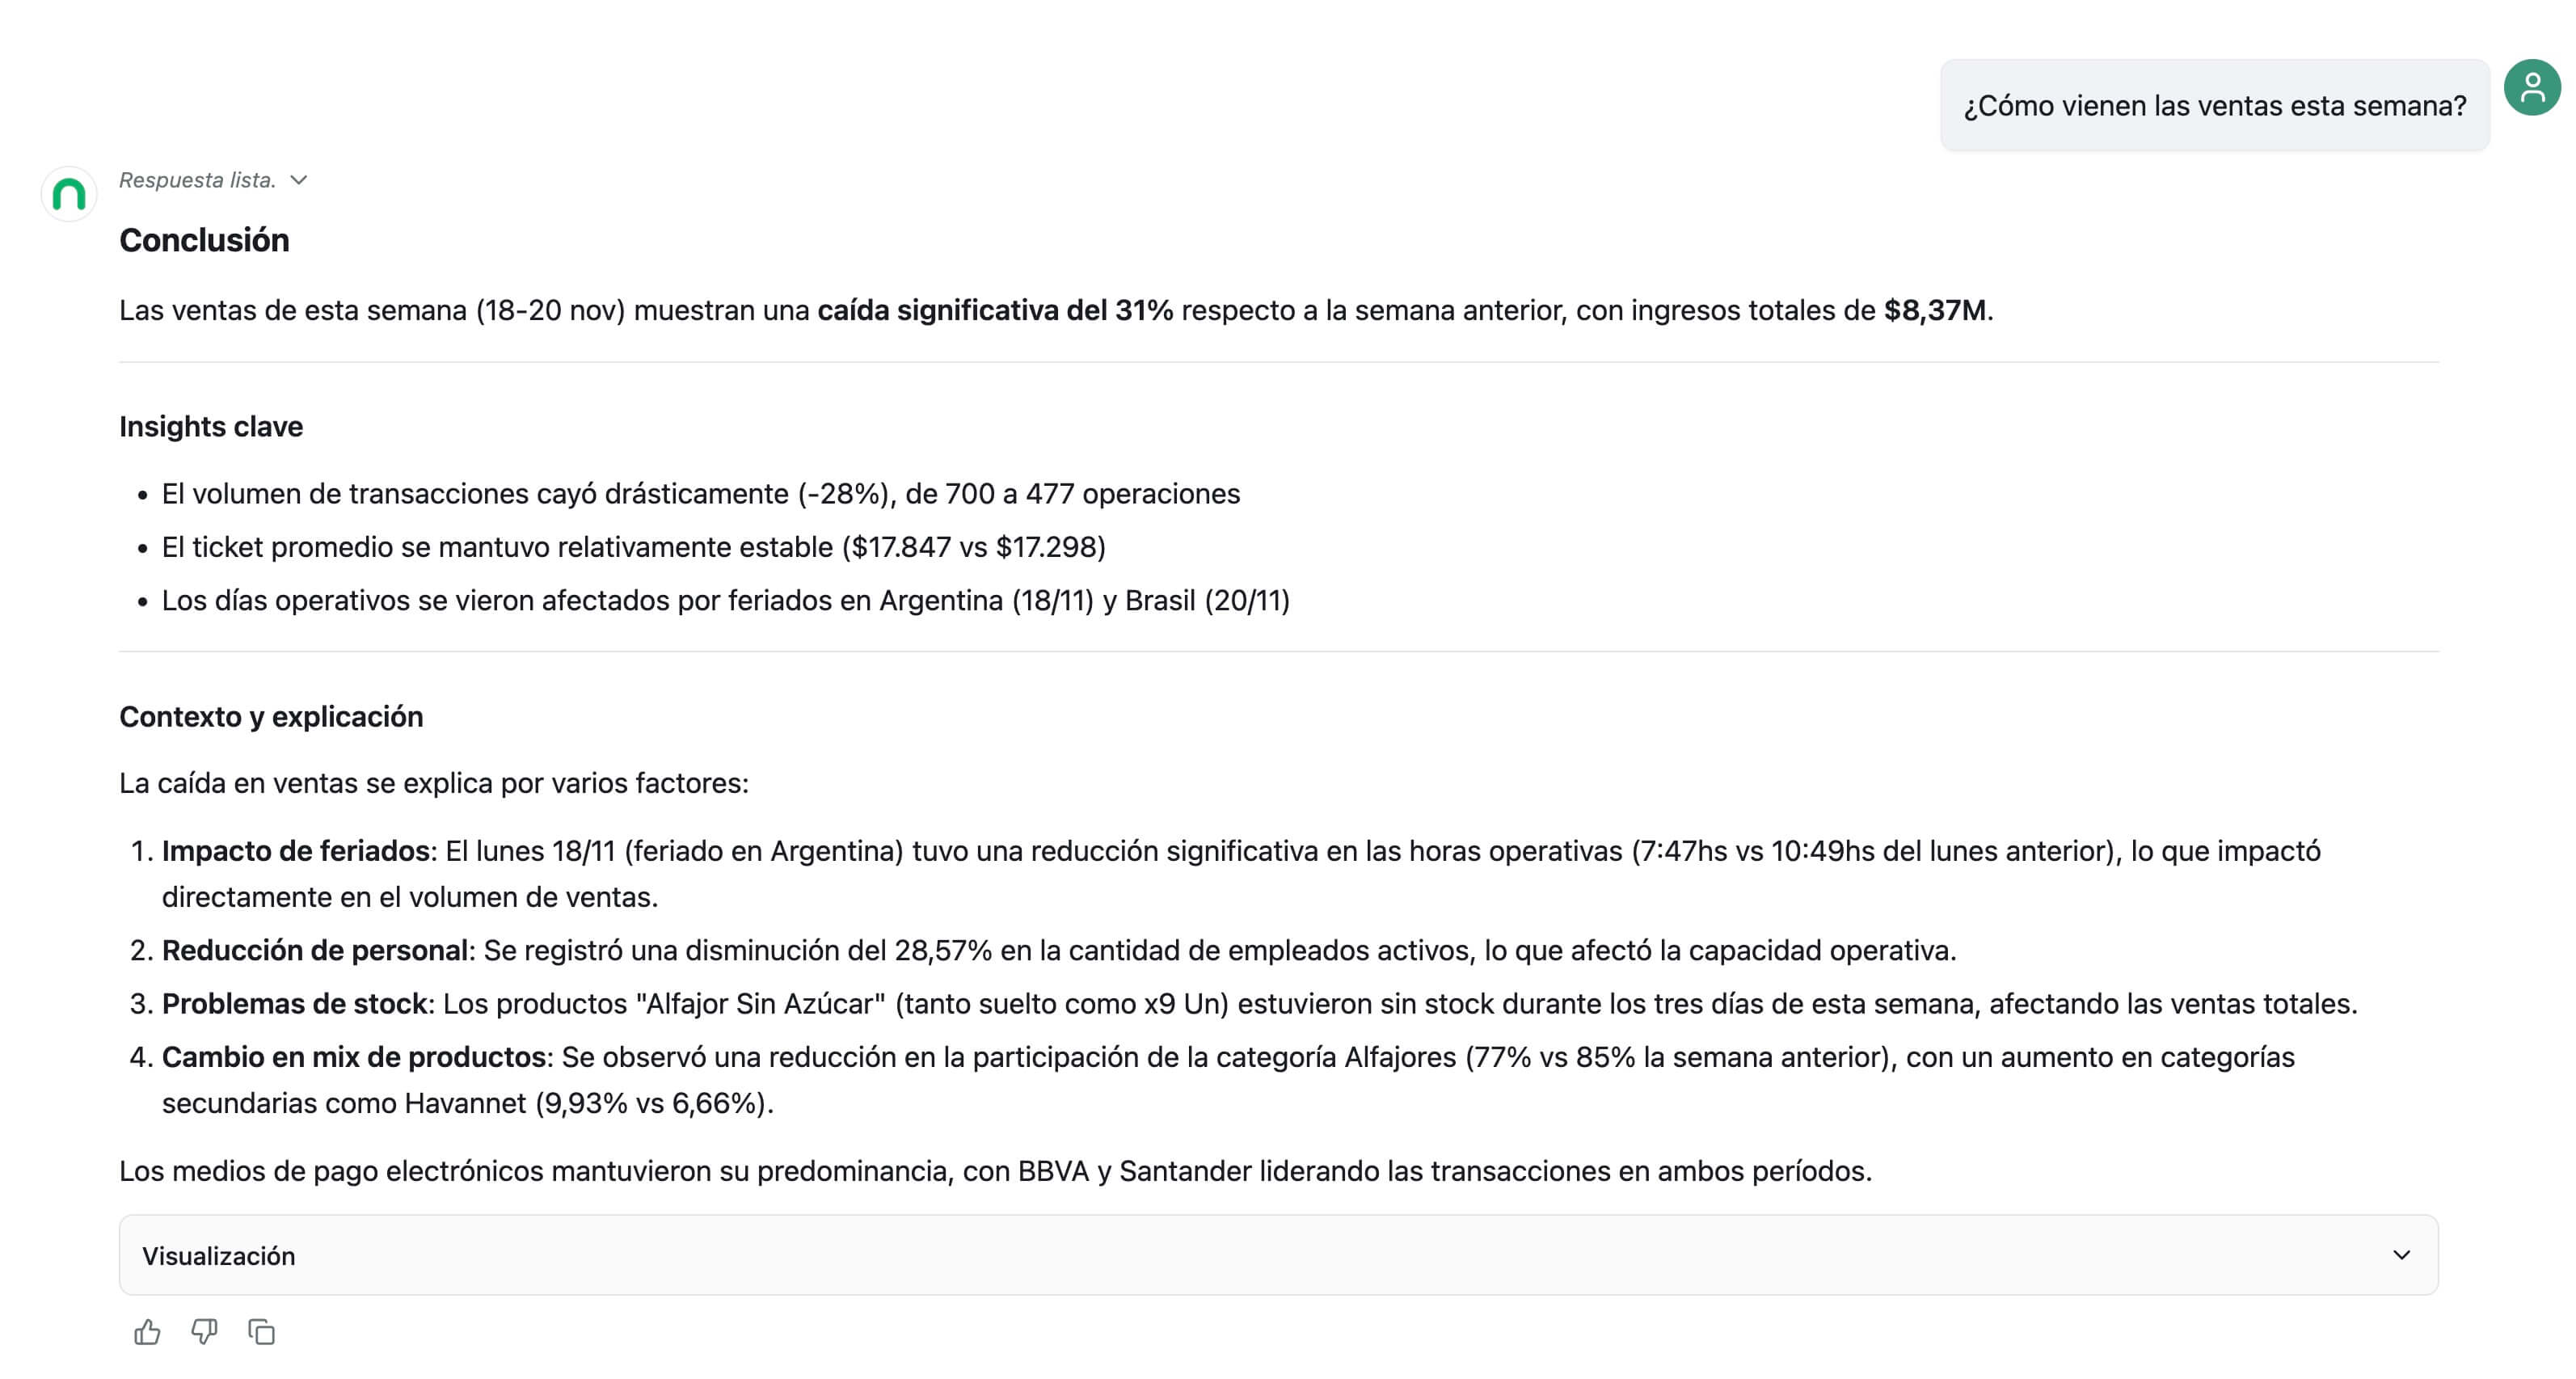 ¿Cómo vienen las ventas esta semana?
Respuesta lista.
Conclusión
Las ventas de esta semana (18-20 nov) muestran una caída significativa del 31% respecto a la semana anterior, con ingresos totales de $8,37M.
Insights clave
• El volumen de transacciones cayó drásticamente (-28%), de 700 a 477 operaciones
• El ticket promedio se mantuvo relativamente estable ($17.847 vs $17.298)
• Los días operativos se vieron afectados por feriados en Argentina (18/11) y Brasil (20/11)
Contexto y explicación
La caída en ventas se explica por varios factores:
1. Impacto de feriados: El lunes 18/11 (feriado en Argentina) tuvo una reducción significativa en las horas operativas (7:47hs vs 10:49hs del lunes anterior), lo que impactó
directamente en el volumen de ventas.
2. Reducción de personal: Se registró una disminución del 28,57% en la cantidad de empleados activos, lo que afectó la capacidad operativa.
3. Problemas de stock: Los productos "Alfajor Sin Azúcar" (tanto suelto como x9 Un) estuvieron sin stock durante los tres días de esta semana, afectando las ventas totales.
4. Cambio en mix de productos: Se observó una reducción en la participación de la categoría Alfajores (77% vs 85% la semana anterior), con un aumento en categorías
secundarias como Havannet (9,93% vs 6,66%).
Los medios de pago electrónicos mantuvieron su predominancia, con BBVA y Santander liderando las transacciones en ambos períodos.
Visualización